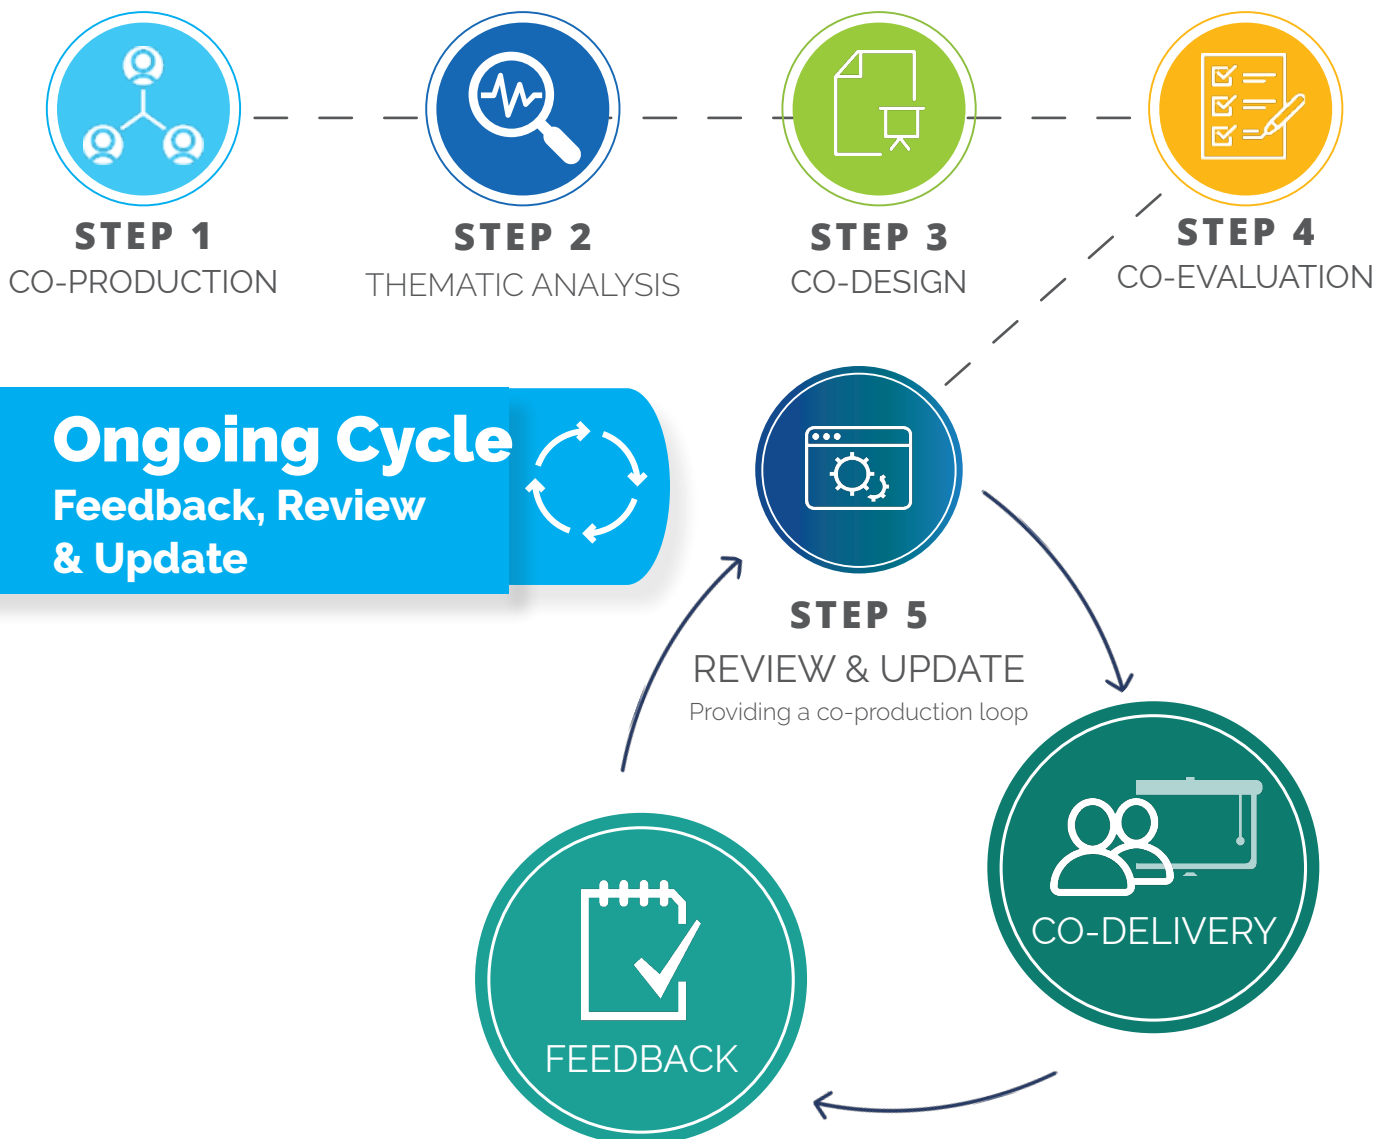 STEP 1
CO-PRODUCTION
STEP 2
THEMATIC ANALYSIS
STEP 3
CO-DESIGN
STEP 4
CO-EVALUATION
Ongoing Cycle
Feedback, Review
& Update
STEP 5
REVIEW & UPDATE
Providing a co-production loop
CO-DELIVERY
FEEDBACK